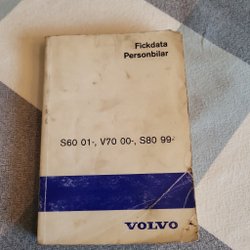 Fickdata
Personbilar
S60 01-, V70 00-, S80 99-
VOLVO